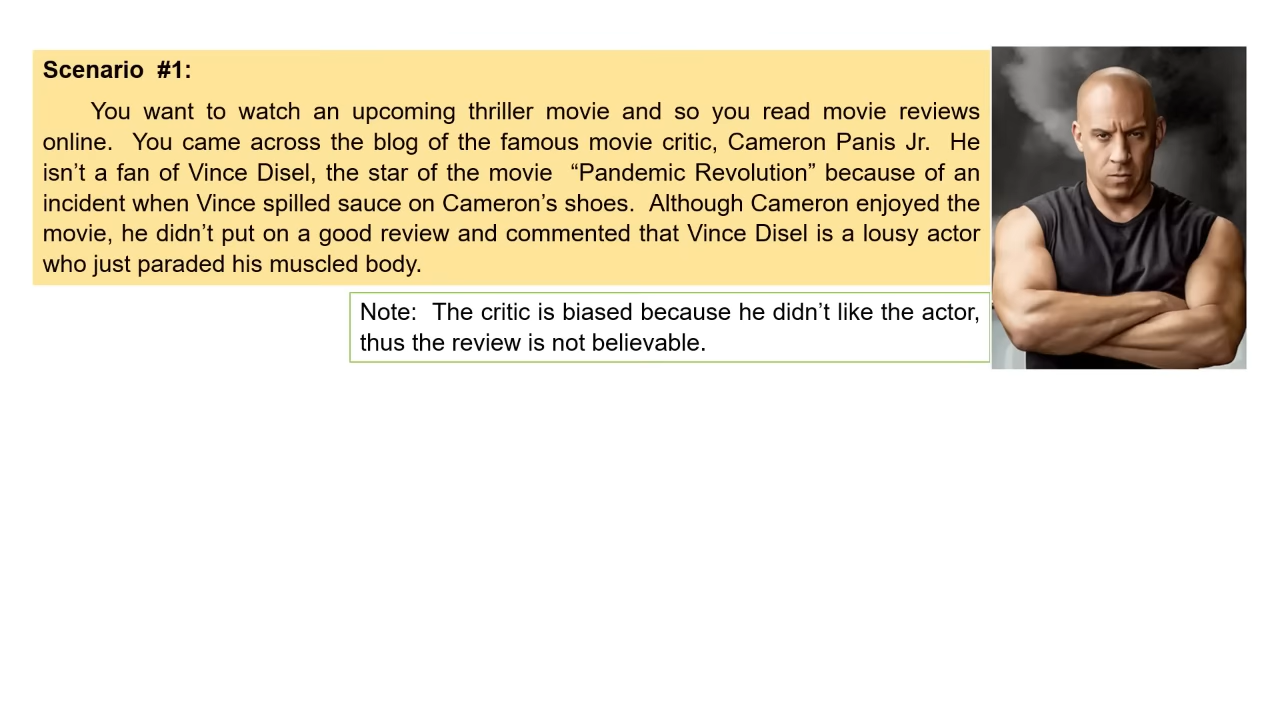 Scenario  #1:
You want to watch an upcoming thriller movie and so you read movie reviews
online.  You came across the blog of the famous movie critic, Cameron Panis Jr.  He
isn’t a fan of Vince Disel, the star of the movie  “Pandemic Revolution” because of an
incident when Vince spilled sauce on Cameron’s shoes.  Although Cameron enjoyed the
movie, he didn’t put on a good review and commented that Vince Disel is a lousy actor
who just paraded his muscled body.
Note:  The critic is biased because he didn’t like the actor,
thus the review is not believable.